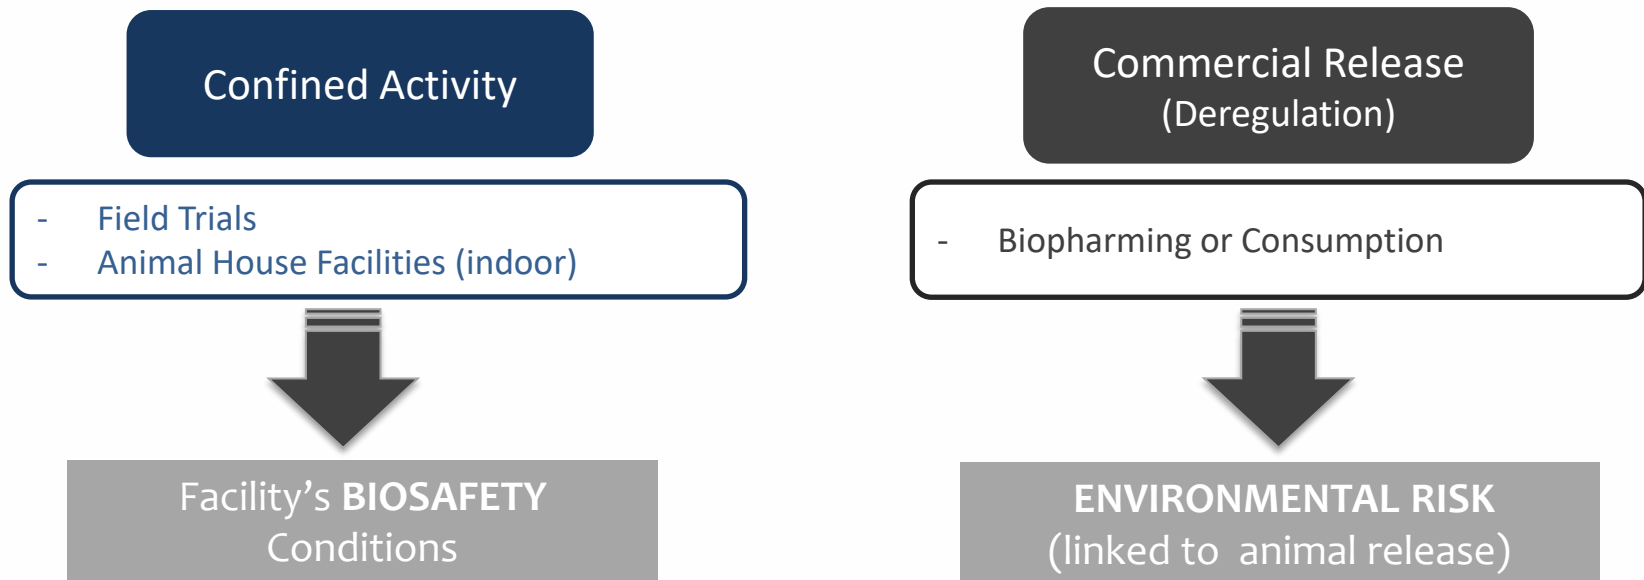 Confined Activity
- Field Trials
- Animal House Facilities (indoor)
Facility's BIOSAFETY
Conditions
Commercial Release
(Deregulation)
- Biopharming or Consumption
ENVIRONMENTAL RISK
(linked to animal release)